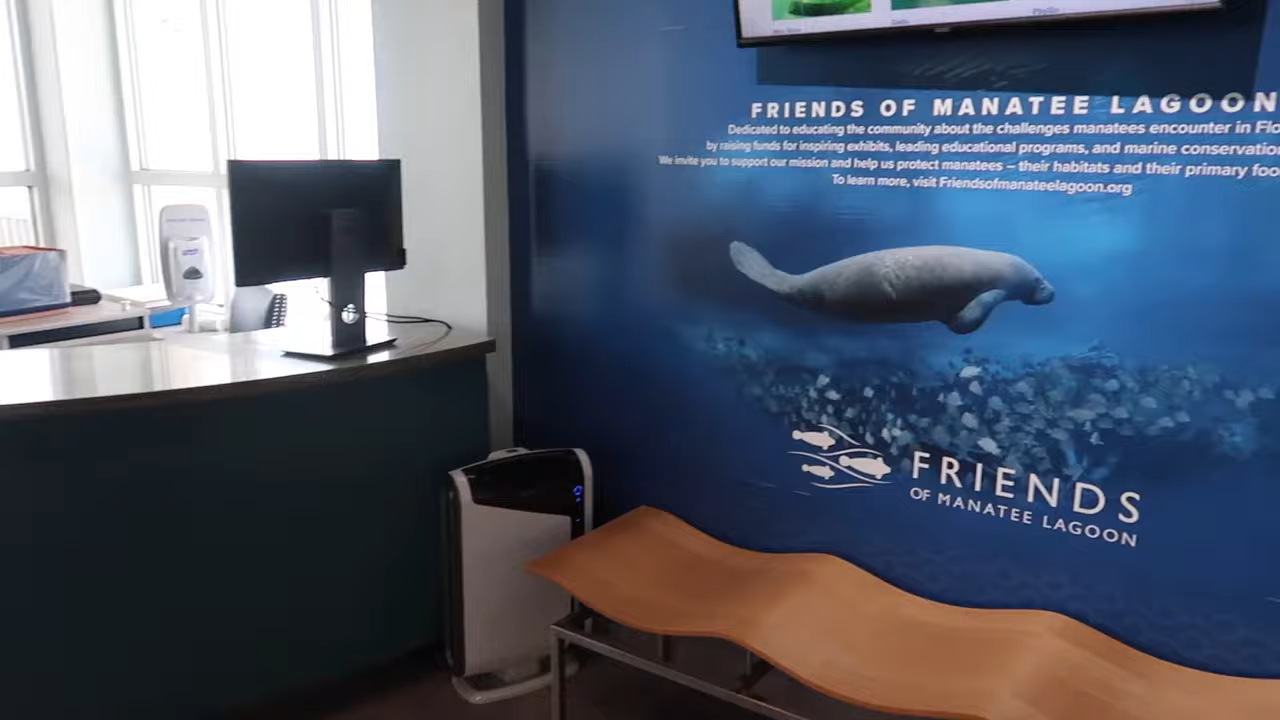 Phyllis
FRIENDS OF MANATEE LAGOON
Dedicated to educating the community about the challenges manatees encounter in Flo
by raising funds for inspiring exhibits, leading educational programs, and marine conservation
We invite you to support our mission and help us protect manatees – their habitats and their primary foo
To learn more, visit Friendsofmanateelagoon.org
FRIENDS
OF MANATEE LAGOON